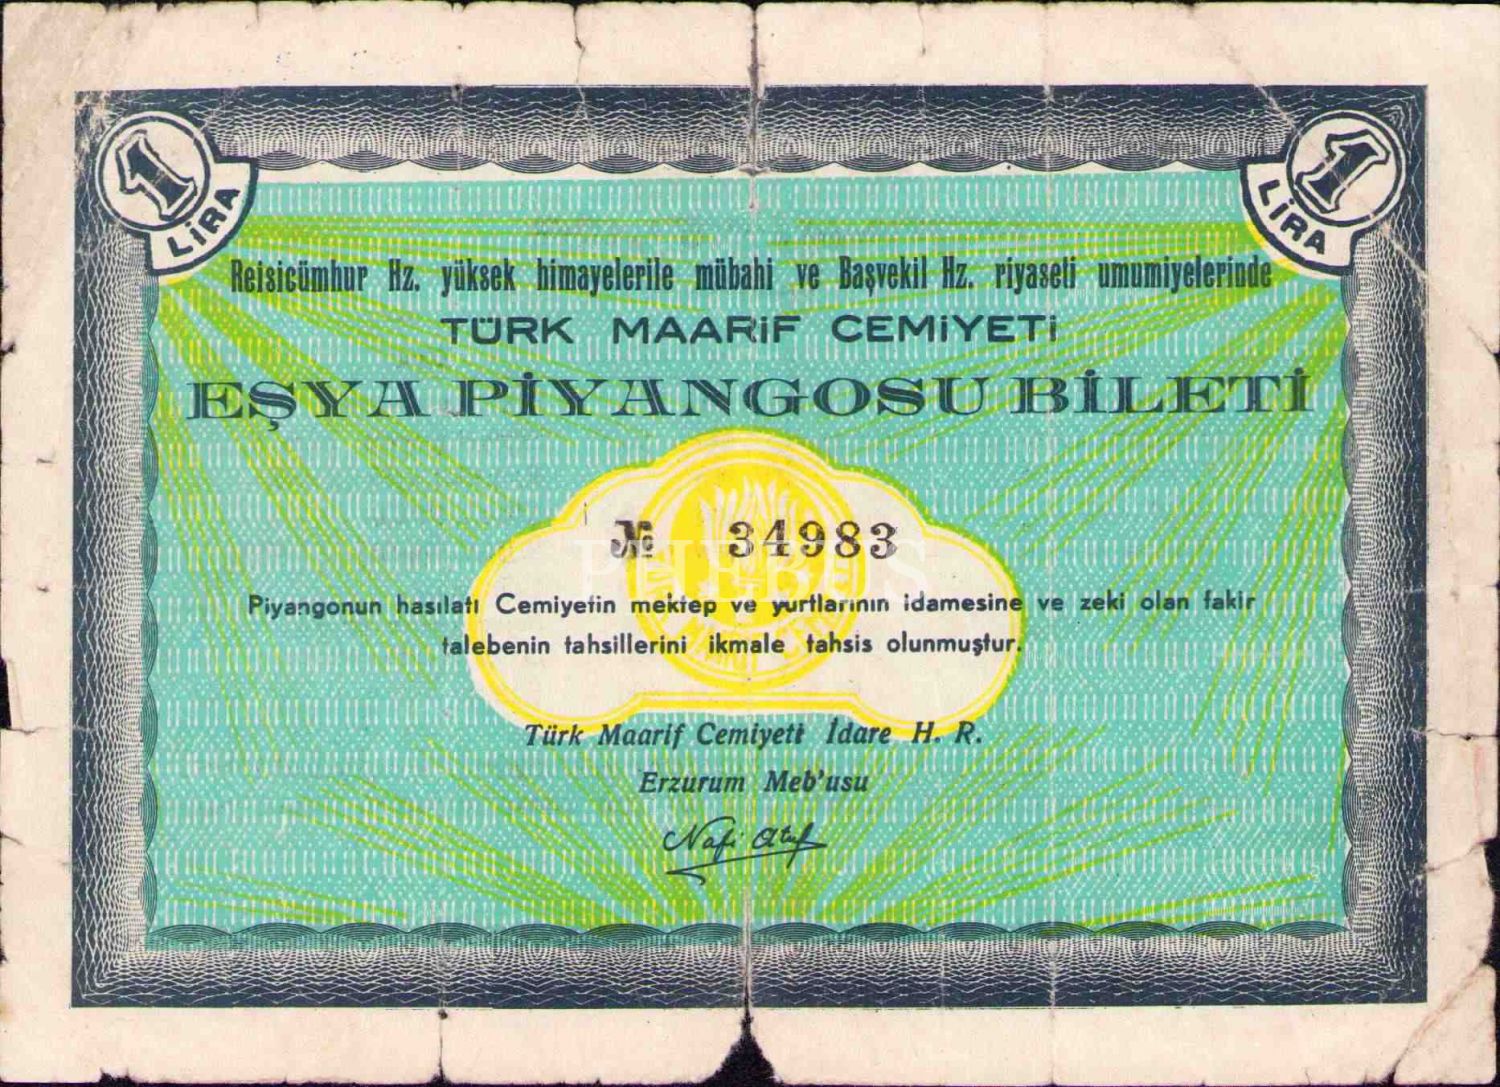 1
LİRA
1
LİRA
Reisicümhur Hz. yüksek himayelerile mübahi ve Başvekil Hz. riyaseti umumiyelerinde
TÜRK MAARİF CEMİYETİ
EŞYA PİYANGOSU BİLETİ
№ 34983
PHEBUS
Piyangonun hasılatı Cemiyetin mektep ve yurtlarının idamesine ve zeki olan fakir
talebenin tahsillerini ikmale tahsis olunmuştur.
Türk Maarif Cemiyeti İdare H. R.
Erzurum Meb'usu
Nafi Atuf